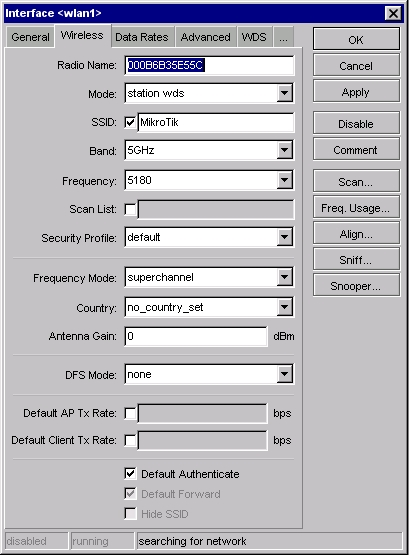 Interface <wlan1>
General Wireless Data Rates Advanced WDS ...
Radio Name: 000B6B35E55C
Mode: station wds
SSID: MikroTik
Band: 5GHz
Frequency: 5180
Scan List:
Security Profile: default
Frequency Mode: superchannel
Country: no_country_set
Antenna Gain: 0 dBm
DFS Mode: none
Default AP Tx Rate: bps
Default Client Tx Rate: bps
Default Authenticate
Default Forward
Hide SSID
OK
Cancel
Apply
Disable
Comment
Scan...
Freq. Usage...
Align...
Sniff...
Snooper...
disabled running searching for network